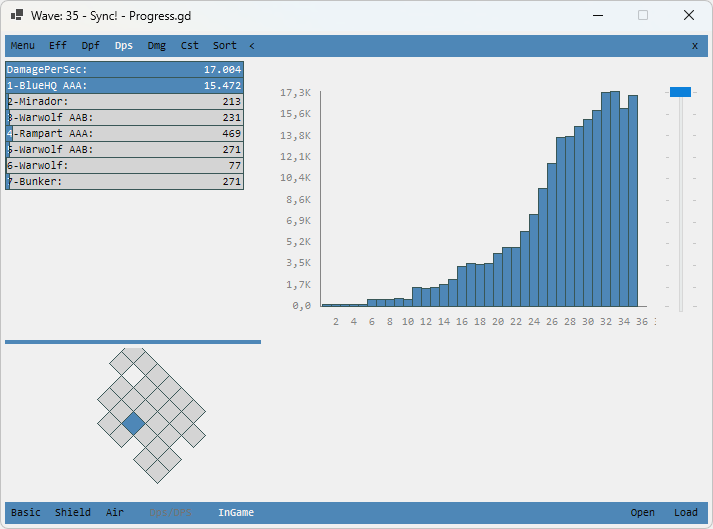 Wave: 35 - Sync! - Progress.gd
Menu Eff Dpf Dps Dmg Cst Sort < x
DamagePerSec: 17.004
1-BlueHQ AAA: 15.472
2-Mirador: 213
3-Warwolf AAB: 231
4-Rampart AAA: 469
5-Warwolf AAB: 271
6-Warwolf: 77
7-Bunker: 271
17,3K
15,6K
13,8K
12,1K
10,4K
8,6K
6,9K
5,2K
3,5K
1,7K
0,0
2 4 6 8 10 12 14 16 18 20 22 24 26 28 30 32 34 36
Basic Shield Air InGame Open Load